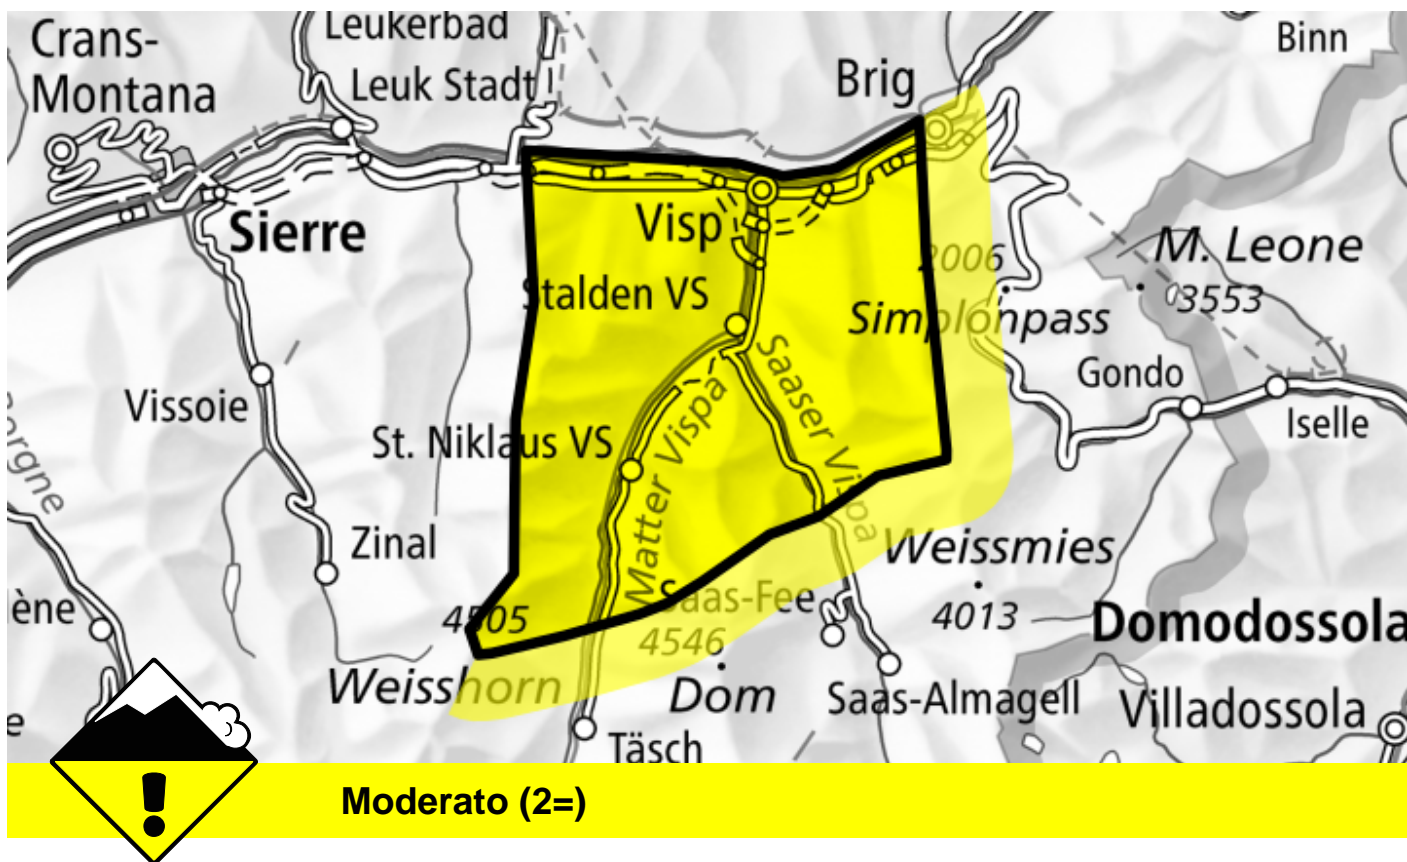 Crans-
Montana
Leukerbad
Leuk Stadt
Brig
Binn
Sierre
Visp
2006
M. Leone
3553
Stalden VS
Simplonpass
Gondo
Iselle
Vissoie
Saaser Vispa
St. Niklaus VS
Matter Vispa
Zinal
Weissmies
4013
Saas-Fee
4505
4546
Domodossola
Weisshorn
Dom
Saas-Almagell
Villadossola
Täsch
Moderato (2=)